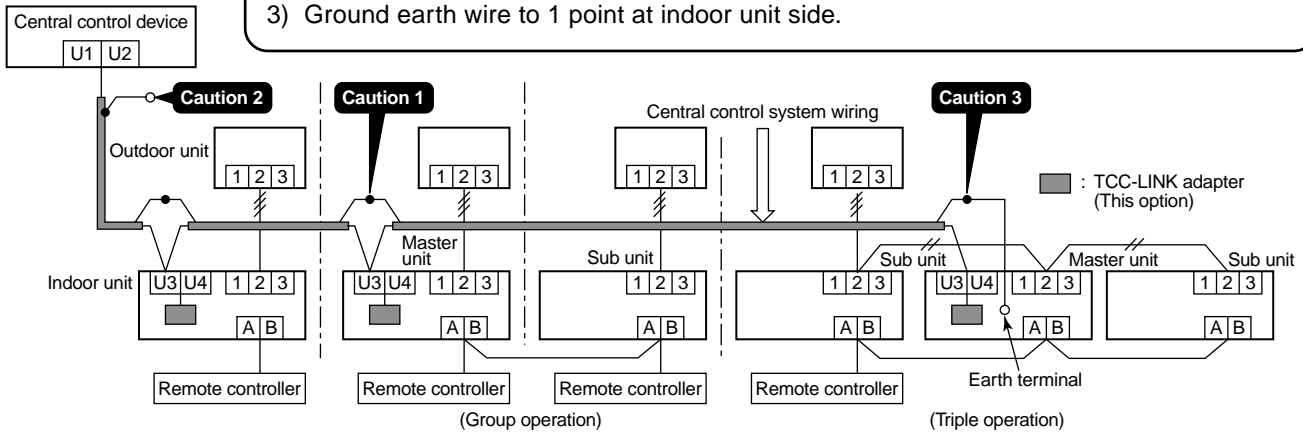 3) Ground earth wire to 1 point at indoor unit side.
Central control device
U1 U2
Caution 2
Caution 1
Caution 3
Central control system wiring
Outdoor unit
1 2 3
1 2 3
1 2 3
1 2 3
: TCC-LINK adapter
(This option)
Master
unit
Sub unit
Sub unit
Master unit
Sub unit
Indoor unit
U3 U4
1 2 3
U3 U4
1 2 3
1 2 3
1 2 3
U3 U4
1 2 3
1 2 3
A B
A B
A B
A B
A B
A B
Remote controller
Remote controller
Remote controller
Remote controller
Earth terminal
(Group operation)
(Triple operation)